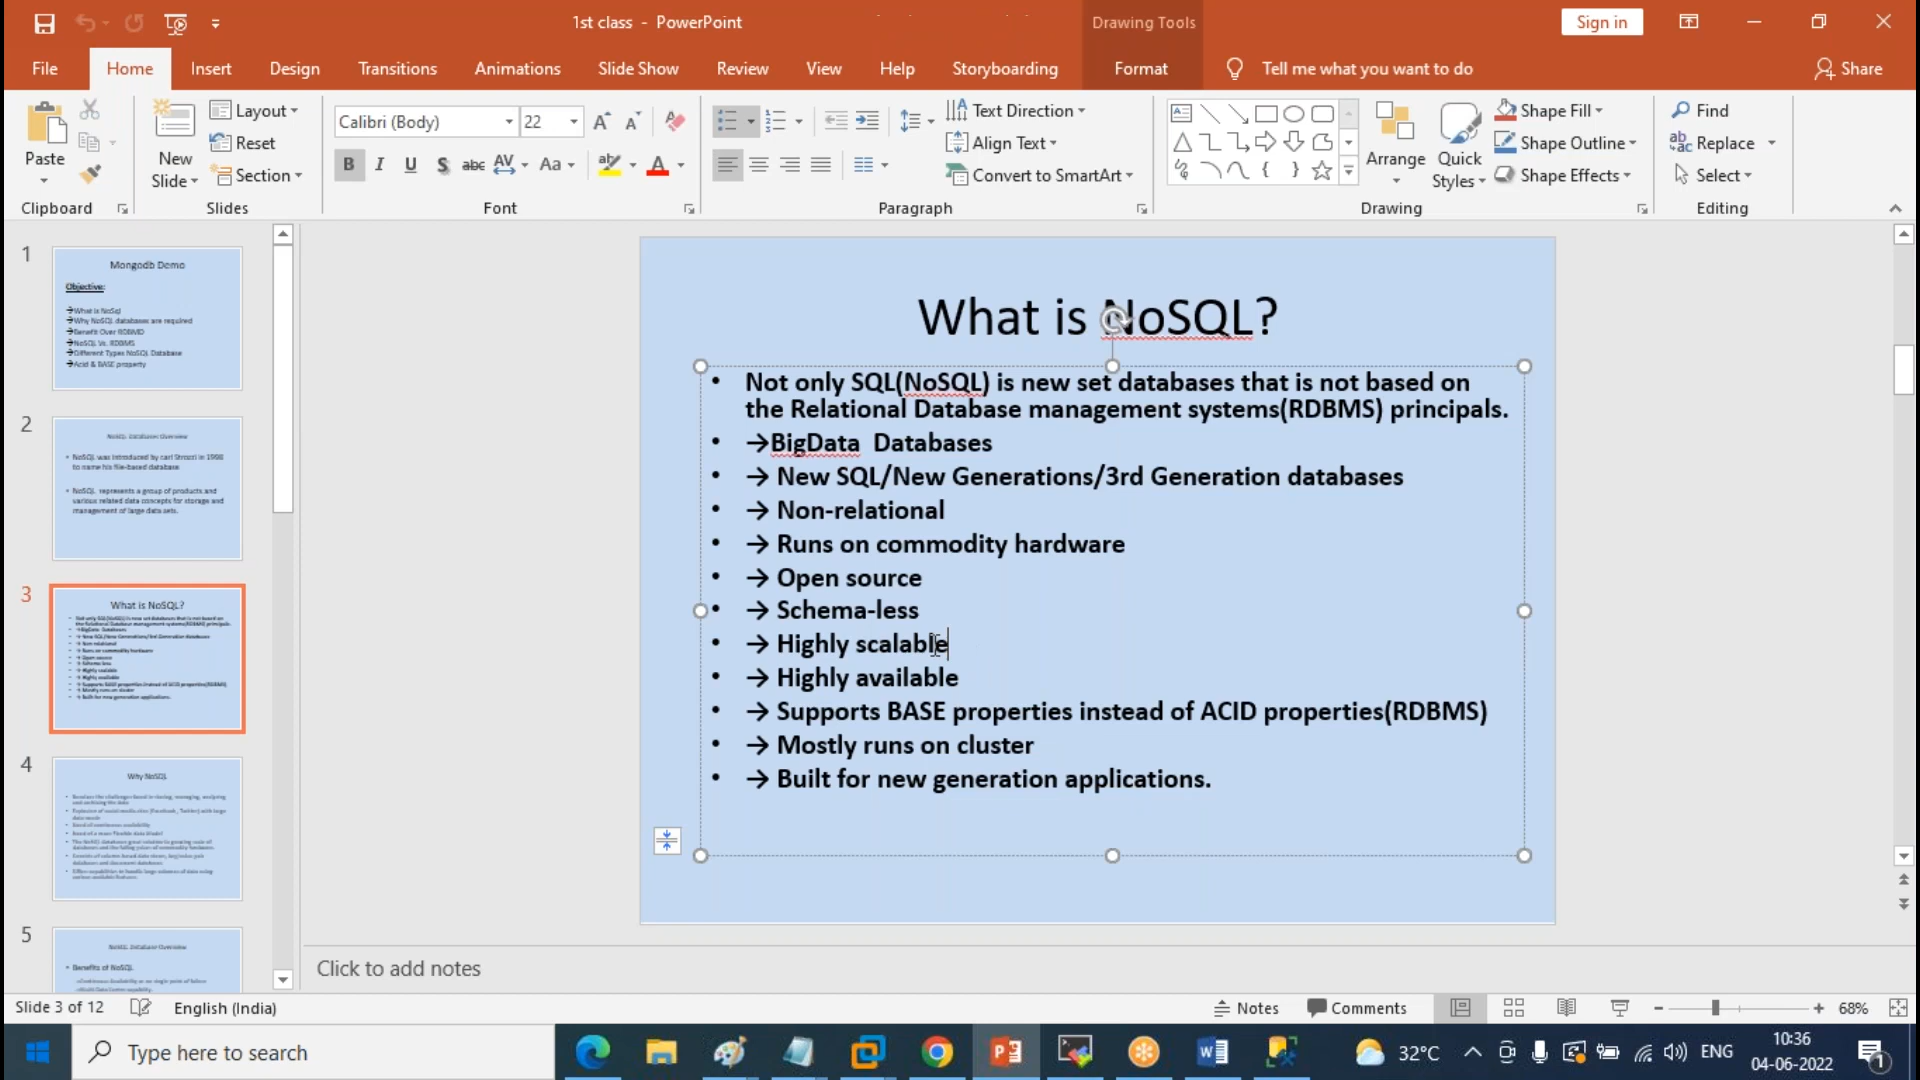 1st class - PowerPoint
Drawing Tools
Sign in
File
Home
Insert
Design
Transitions
Animations
Slide Show
Review
View
Help
Storyboarding
Format
Tell me what you want to do
Share
Paste
Clipboard
New
Slide
Layout
Reset
Section
Slides
Calibri (Body)
22
Font
Paragraph
Text Direction
Align Text
Convert to SmartArt
Arrange
Quick
Styles
Shape Fill
Shape Outline
Shape Effects
Drawing
Find
Replace
Select
Editing
1
Mongodb Demo
Objective:
→What is NoSql
→Why NoSQL databases are required
→Benefit Over RDBMD
→NoSQL Vs. RDBMS
→Different Types NoSQL Database
→Acid & BASE property
2
NoSQL Databases Overview
• NoSQL was introduced by carl Strozzi in 1998
to name his file-based database
• NoSQL represents a group of products and
various related data concepts for storage and
management of large data sets.
3
What is NoSQL?
4
Why NoSQL
5
NoSQL Database Overview
• Benefits of NoSQL
What is NoSQL?
• Not only SQL(NoSQL) is new set databases that is not based on
the Relational Database management systems(RDBMS) principals.
• →BigData Databases
• → New SQL/New Generations/3rd Generation databases
• → Non-relational
• → Runs on commodity hardware
• → Open source
• → Schema-less
• → Highly scalable
• → Highly available
• → Supports BASE properties instead of ACID properties(RDBMS)
• → Mostly runs on cluster
• → Built for new generation applications.
Click to add notes
Slide 3 of 12
English (India)
Notes
Comments
68%
Type here to search
32°C
ENG
10:36
04-06-2022
1